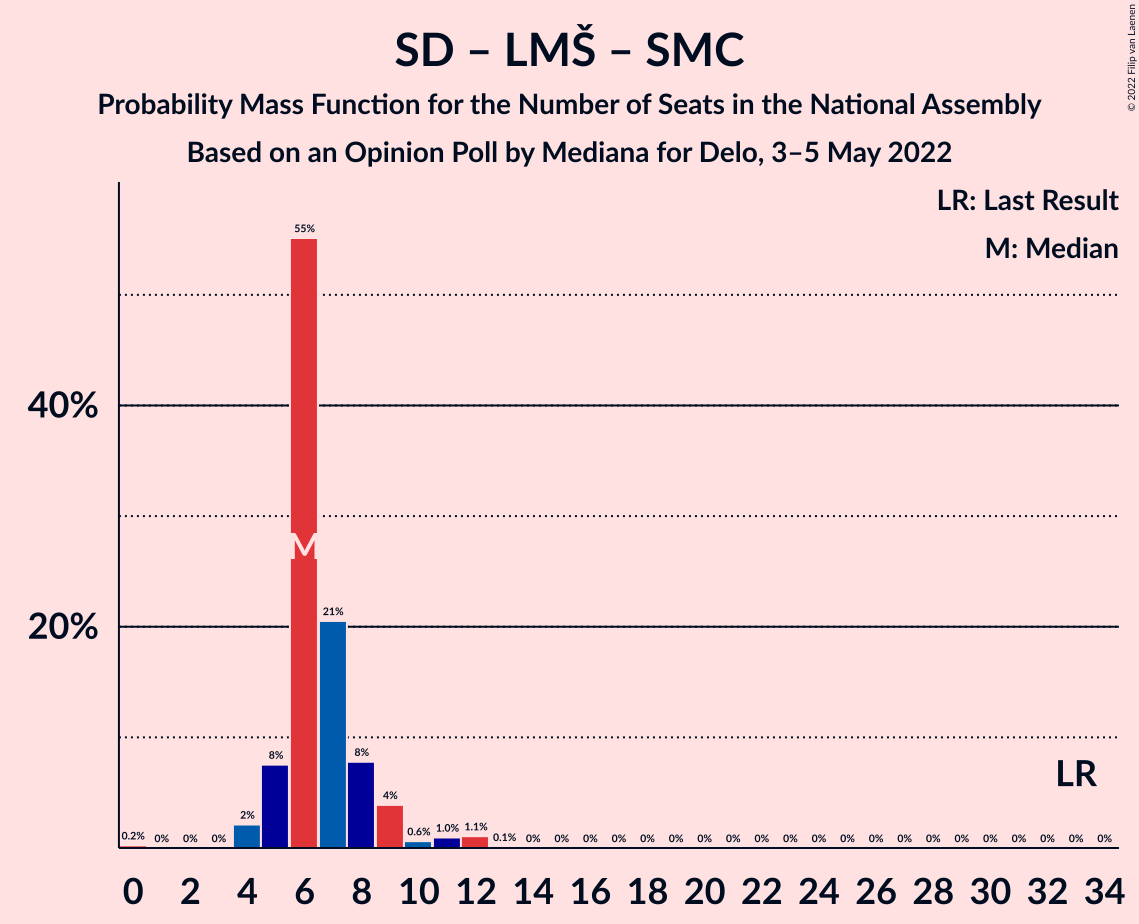 SD – LMŠ – SMC
Probability Mass Function for the Number of Seats in the National Assembly
Based on an Opinion Poll by Mediana for Delo, 3–5 May 2022
© 2022 Filip van Laenen
LR: Last Result
M: Median
55%
40%
M
21%
20%
8% 8%
LR
4%
2%
0.2% 0% 0% 0% 0.6% 1.0% 1.1% 0.1% 0% 0% 0% 0% 0% 0% 0% 0% 0% 0% 0% 0% 0% 0% 0% 0% 0% 0% 0% 0% 0%
0 2 4 6 8 10 12 14 16 18 20 22 24 26 28 30 32 34